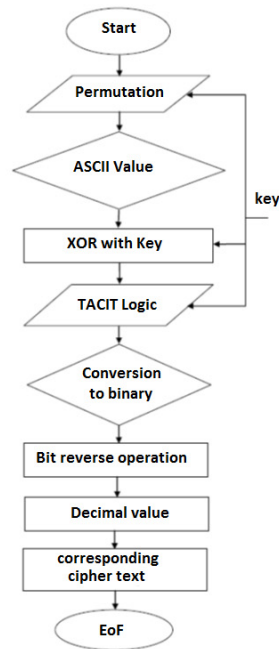 Start
Permutation
ASCII Value
key
XOR with Key
TACIT Logic
Conversion
to binary
Bit reverse operation
Decimal value
corresponding
cipher text
EoF